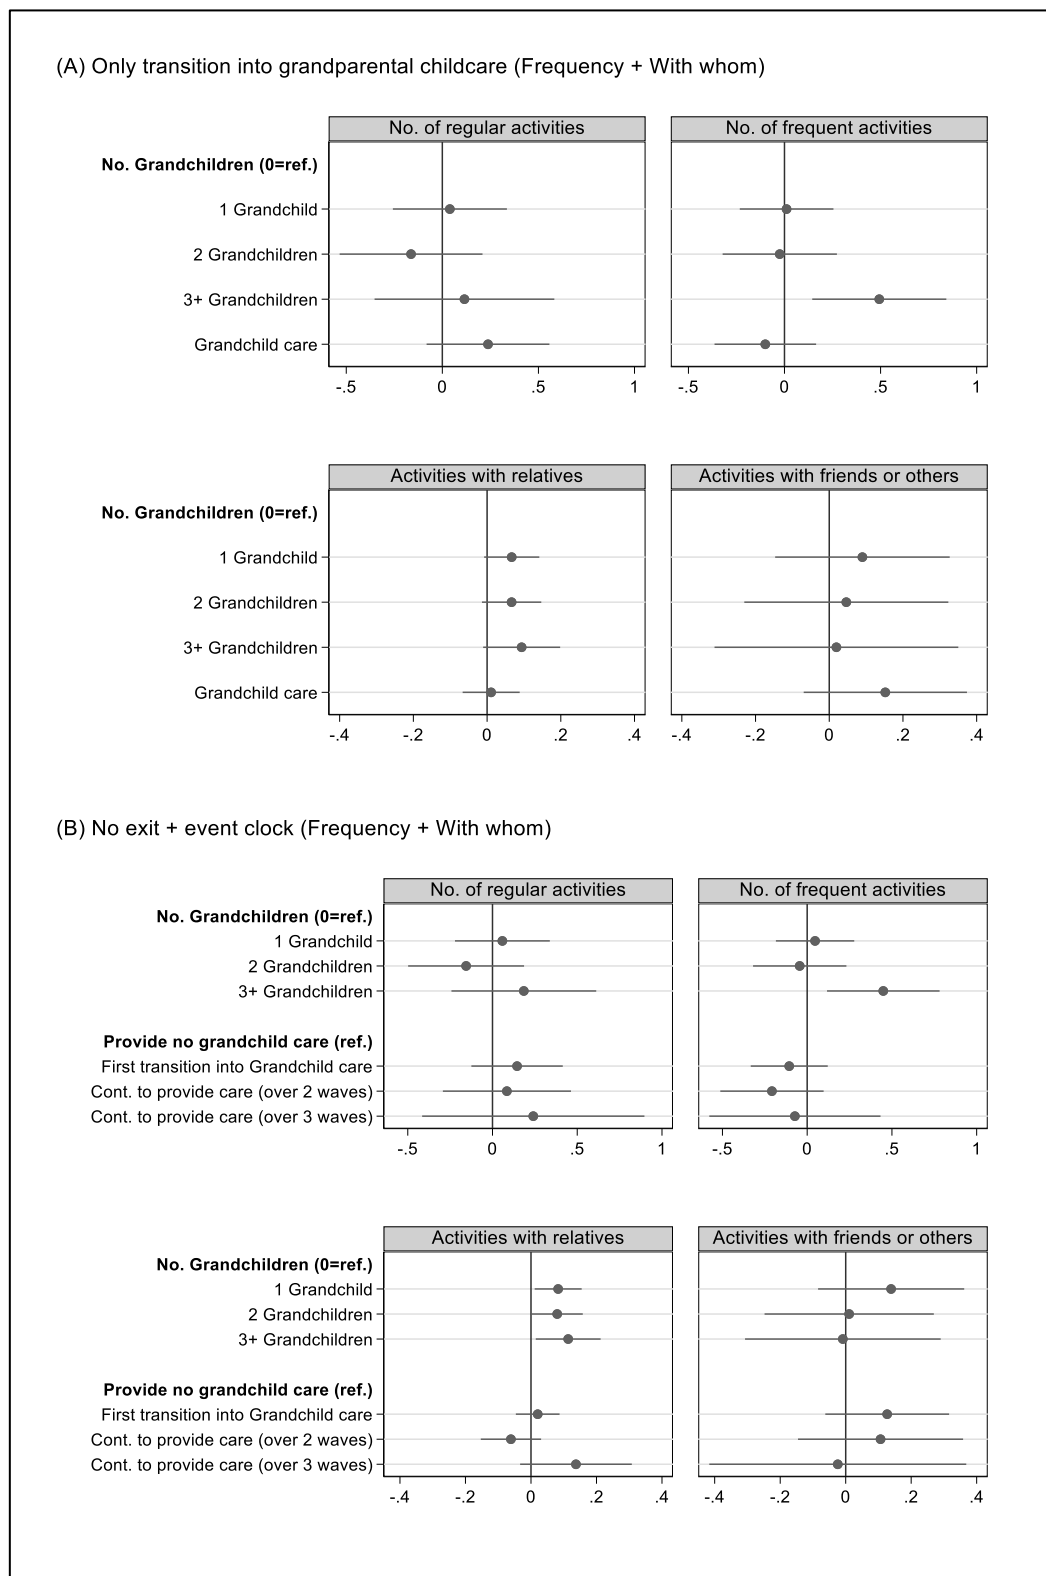 (A) Only transition into grandparental childcare (Frequency + With whom)
No. of regular activities
No. of frequent activities
No. Grandchildren (0=ref.)
1 Grandchild
2 Grandchildren
3+ Grandchildren
Grandchild care
-.5 0 .5 1
-.5 0 .5 1
Activities with relatives
Activities with friends or others
No. Grandchildren (0=ref.)
1 Grandchild
2 Grandchildren
3+ Grandchildren
Grandchild care
-.4 -.2 0 .2 .4
-.4 -.2 0 .2 .4
(B) No exit + event clock (Frequency + With whom)
No. of regular activities
No. of frequent activities
No. Grandchildren (0=ref.)
1 Grandchild
2 Grandchildren
3+ Grandchildren
Provide no grandchild care (ref.)
First transition into Grandchild care
Cont. to provide care (over 2 waves)
Cont. to provide care (over 3 waves)
-.5 0 .5 1
-.5 0 .5 1
Activities with relatives
Activities with friends or others
No. Grandchildren (0=ref.)
1 Grandchild
2 Grandchildren
3+ Grandchildren
Provide no grandchild care (ref.)
First transition into Grandchild care
Cont. to provide care (over 2 waves)
Cont. to provide care (over 3 waves)
-.4 -.2 0 .2 .4
-.4 -.2 0 .2 .4